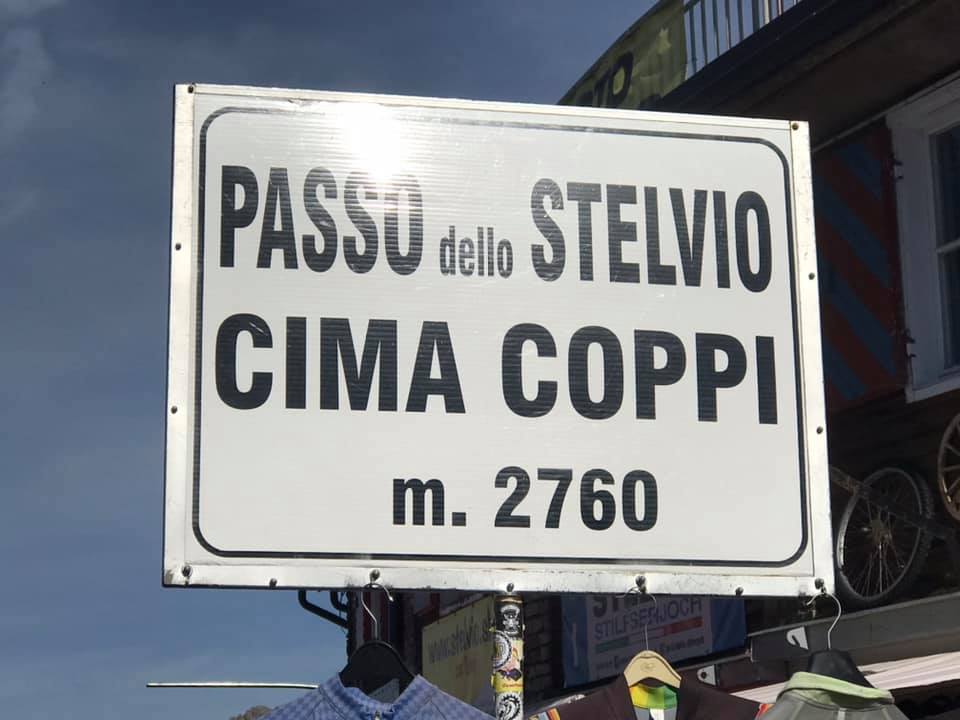 PASSO dello STELVIO
CIMA COPPI
m. 2760
STILFSERJOCH